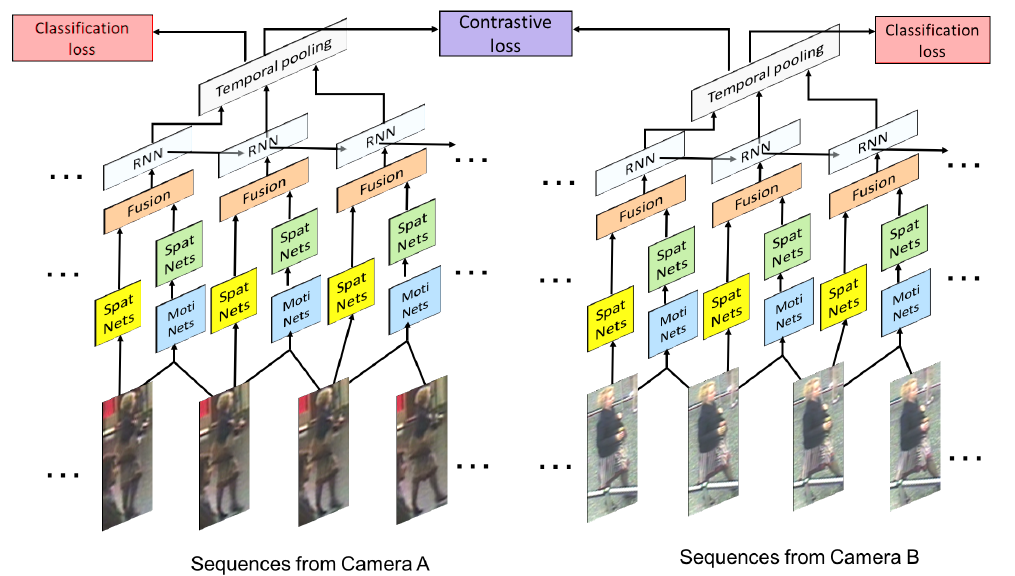 Classification
loss
Contrastive
loss
Classification
loss
Temporal pooling
Temporal pooling
RNN
RNN
RNN
RNN
RNN
RNN
...
...
...
...
Fusion
Fusion
Fusion
Fusion
Fusion
Fusion
Spat
Nets
Spat
Nets
Spat
Nets
Spat
Nets
Spat
Nets
Spat
Nets
...
...
...
Spat
Nets
Moti
Nets
Spat
Nets
Moti
Nets
Spat
Nets
Moti
Nets
Spat
Nets
Moti
Nets
Spat
Nets
Moti
Nets
Spat
Nets
Moti
Nets
...
...
...
...
Sequences from Camera A
Sequences from Camera B